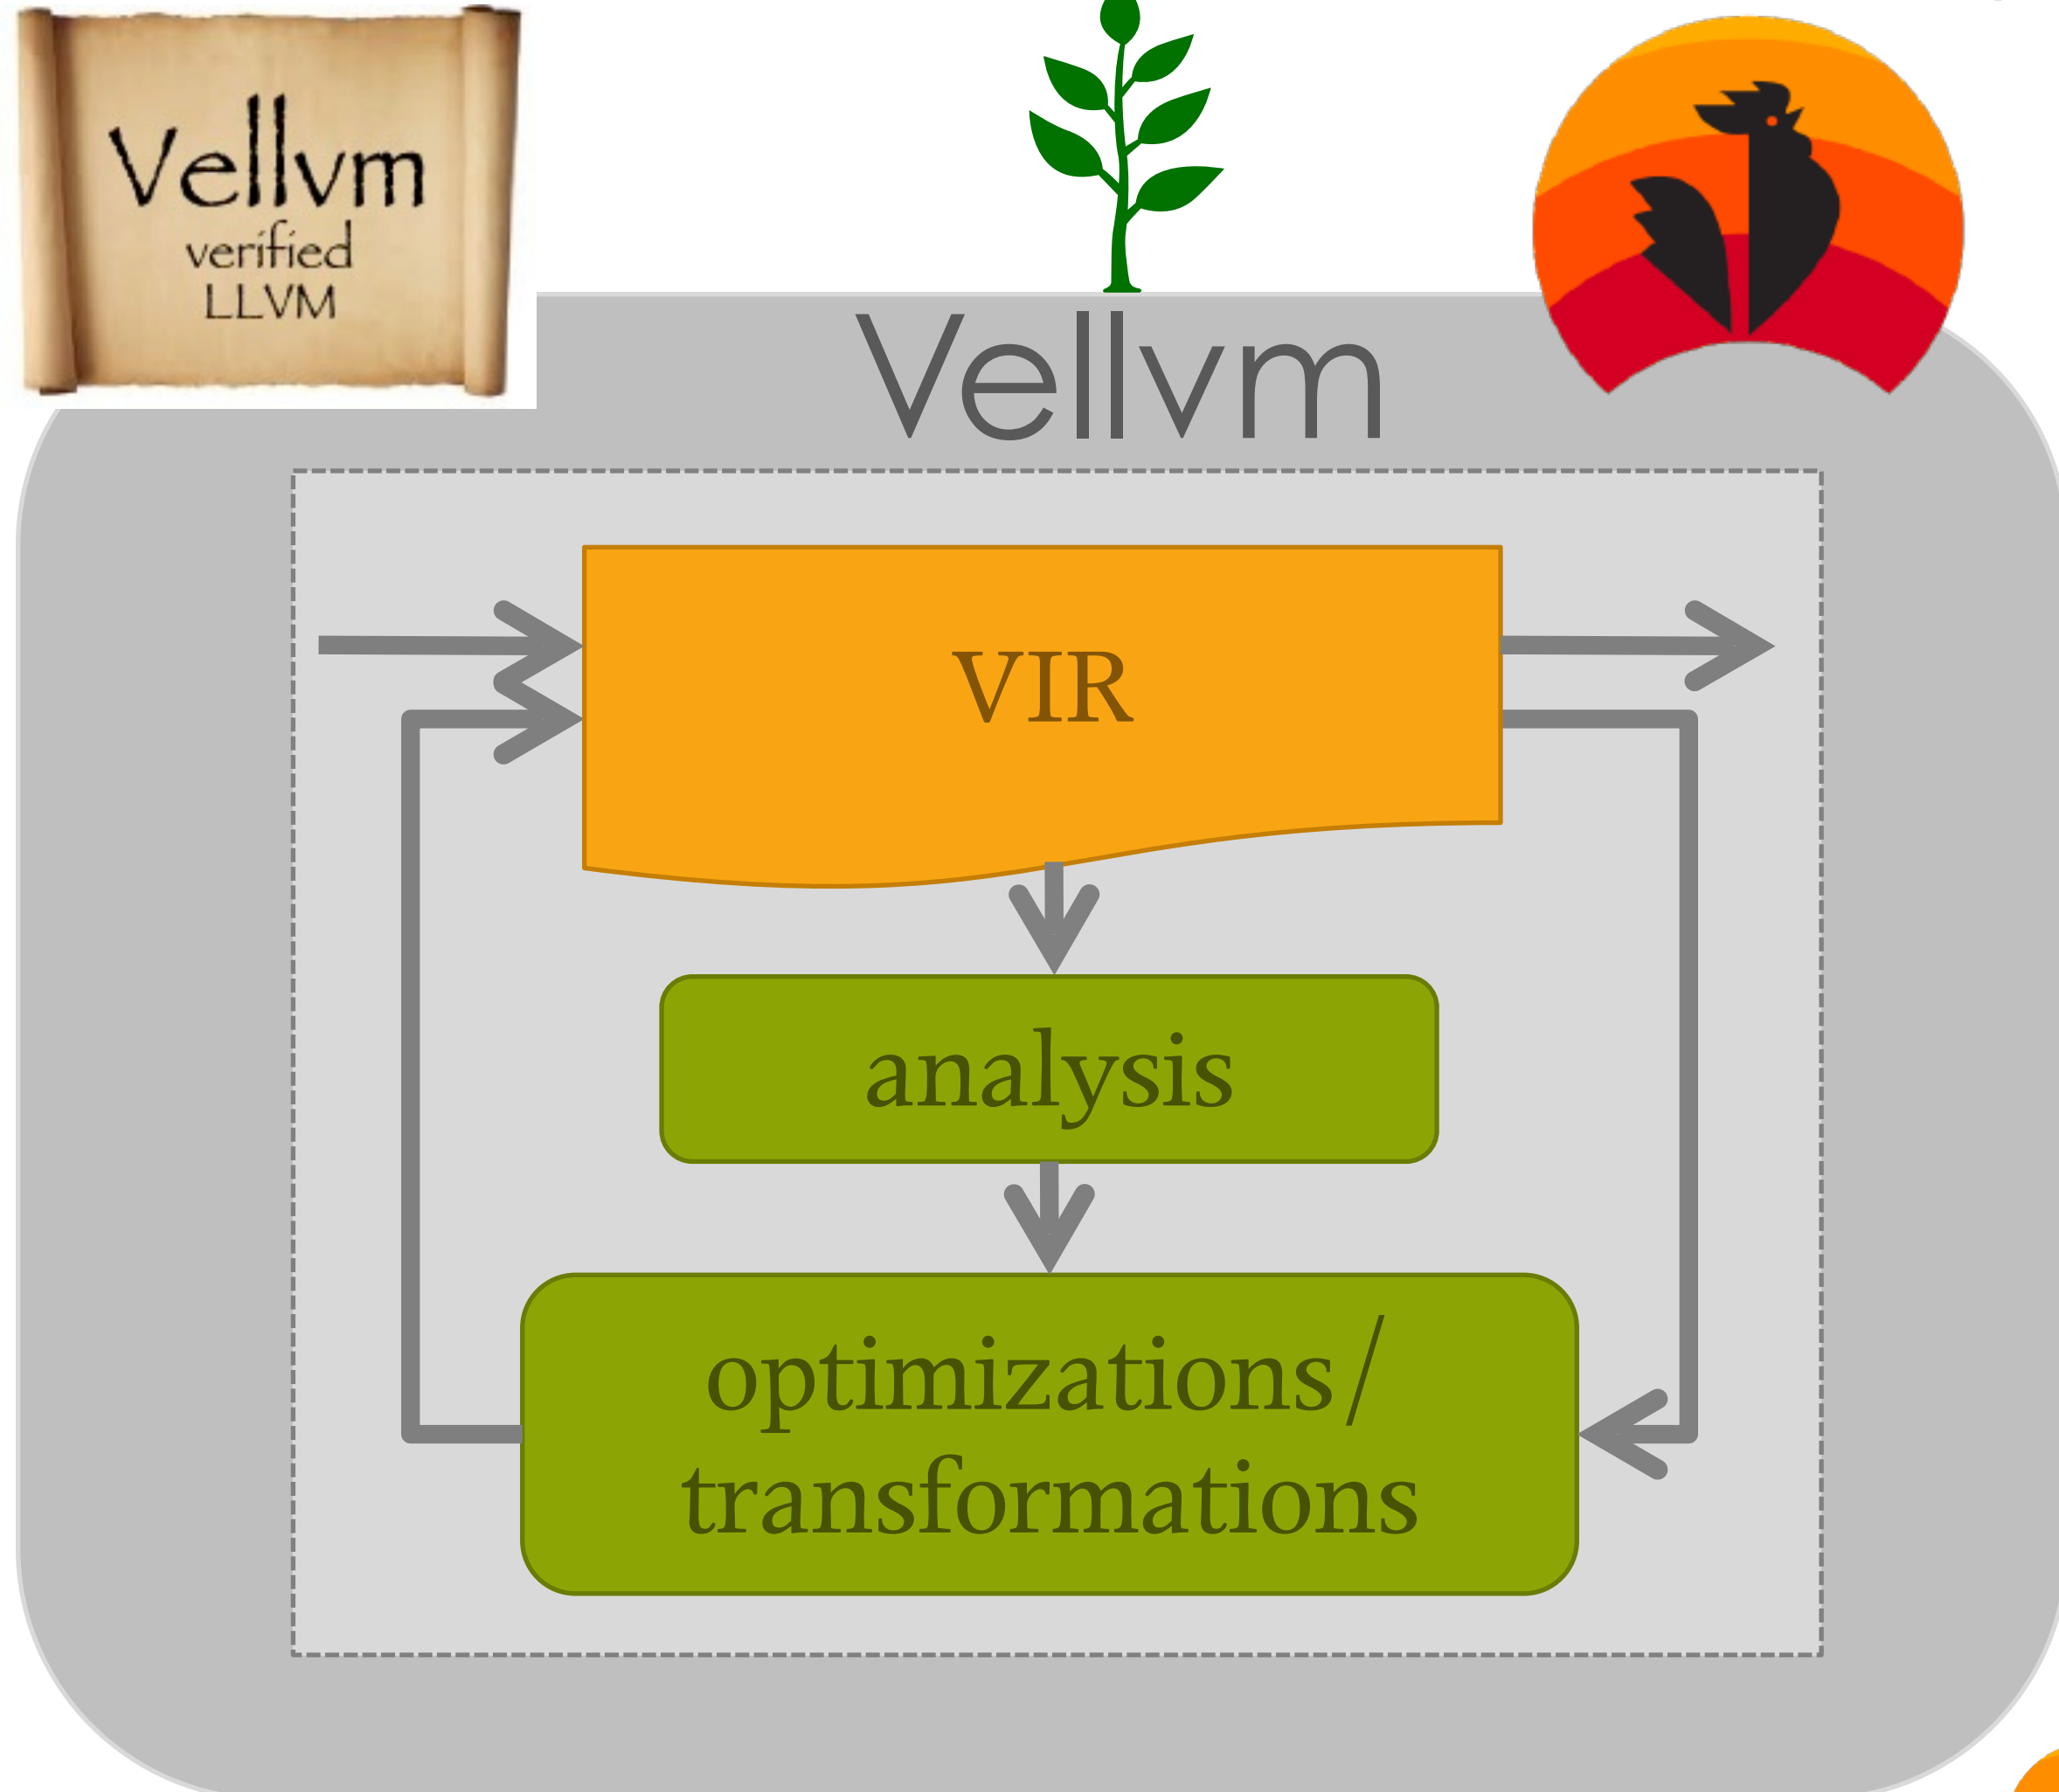 Vellvm
verified
LLVM
Vellvm
VIR
analysis
optimizations/
transformations